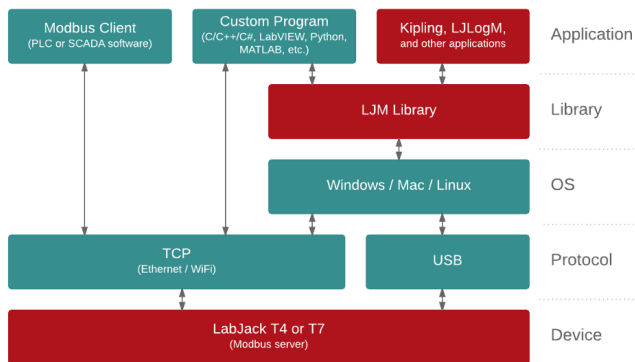 Modbus Client
(PLC or SCADA software)
Custom Program
(C/C++/C#, LabVIEW, Python,
MATLAB, etc.)
Kipling, LJLogM,
and other applications
Application
LJM Library
Library
Windows / Mac / Linux
OS
TCP
(Ethernet / WiFi)
USB
Protocol
LabJack T4 or T7
(Modbus server)
Device